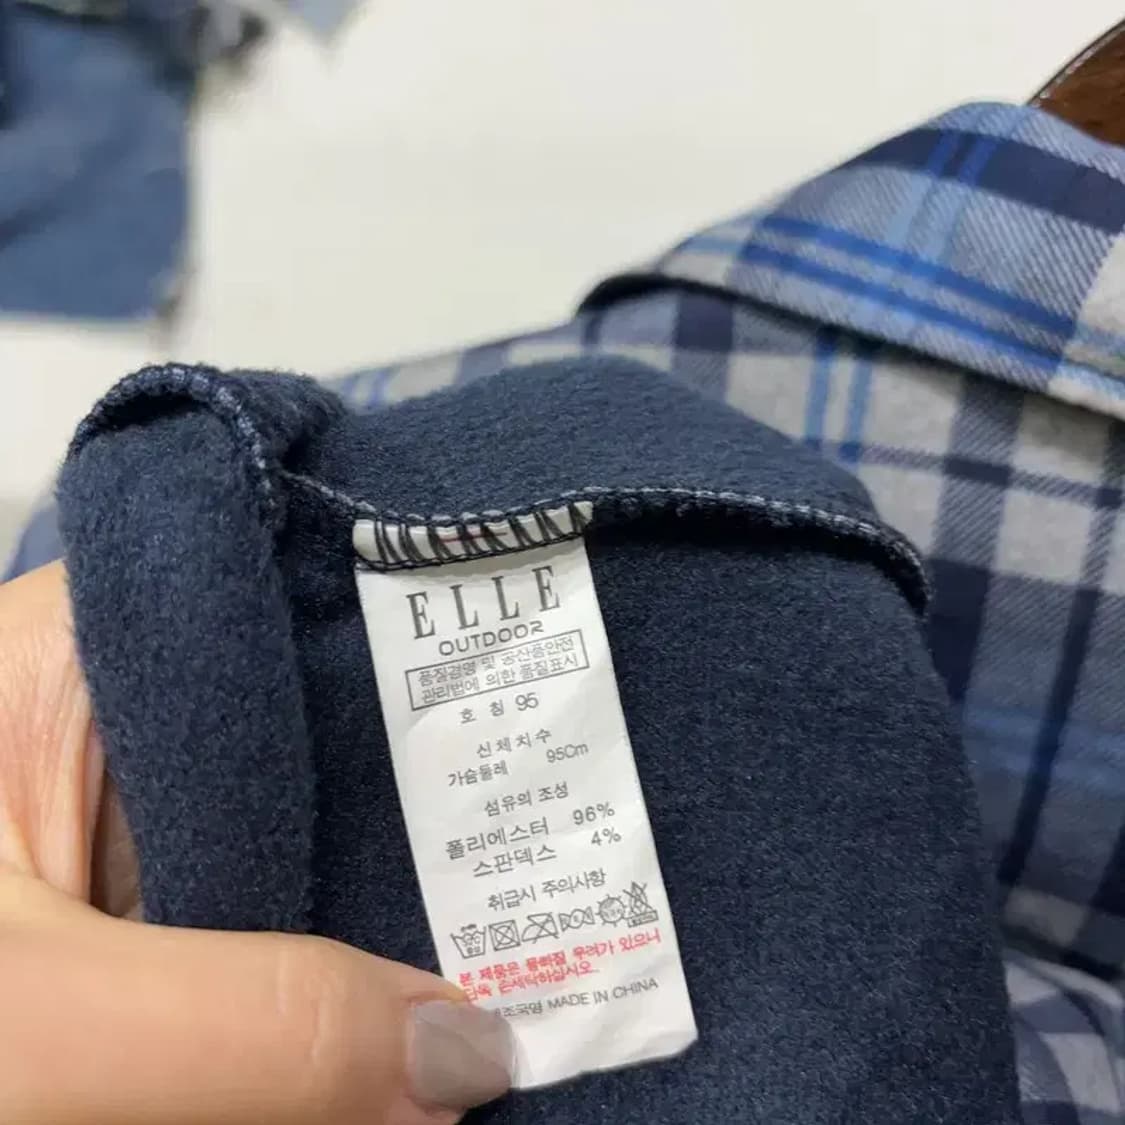 ELLE
OUTDOOR
품질경영 및 공산품안전
관리법에 의한 품질표시
호 칭 95
신체치수
가슴둘레 95Cm
섬유의 조성
폴리에스터 96%
스판덱스 4%
취급시 주의사항
본 제품은 물빠질 우려가 있으니
단독 손세탁하십시오.
제조국명 MADE IN CHINA